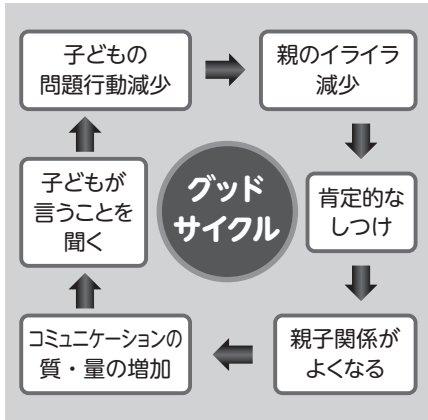 子どもの
問題行動減少
親のイライラ
減少
肯定的な
しつけ
親子関係が
よくなる
コミュニケーションの
質・量の増加
子どもが
言うことを
聞く
グッド
サイクル